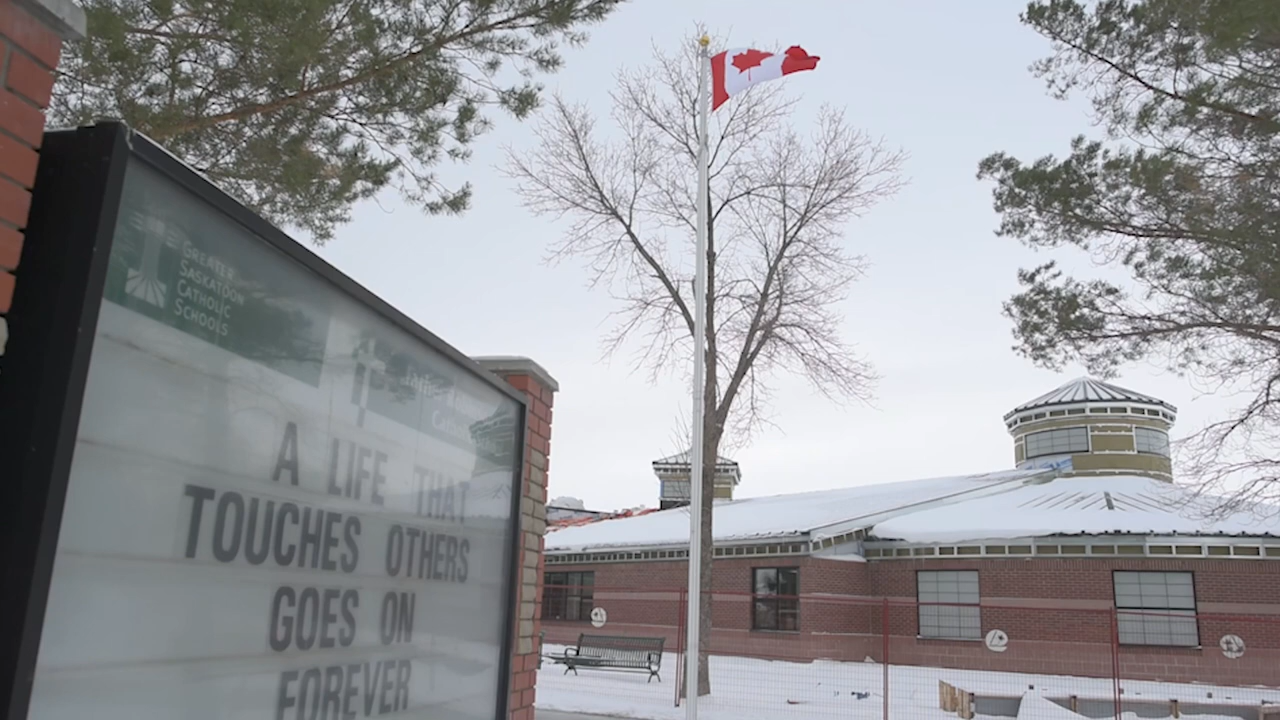 GREATER
SASKATOON
CATHOLIC
SCHOOLS
A LIFE THAT
TOUCHES OTHERS
GOES ON
FOREVER